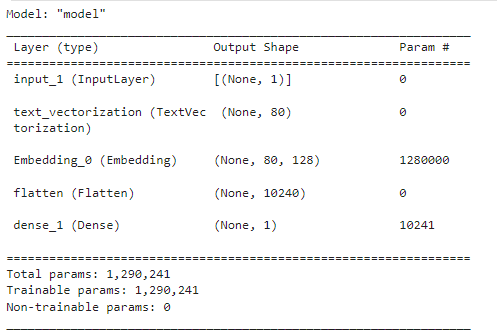 Model: "model"
_________________________________________________________________
Layer (type) Output Shape Param #
=================================================================
input_1 (InputLayer) [(None, 1)] 0
text_vectorization (TextVec (None, 80) 0
torization)
Embedding_0 (Embedding) (None, 80, 128) 1280000
flatten (Flatten) (None, 10240) 0
dense_1 (Dense) (None, 1) 10241
=================================================================
Total params: 1,290,241
Trainable params: 1,290,241
Non-trainable params: 0
_________________________________________________________________